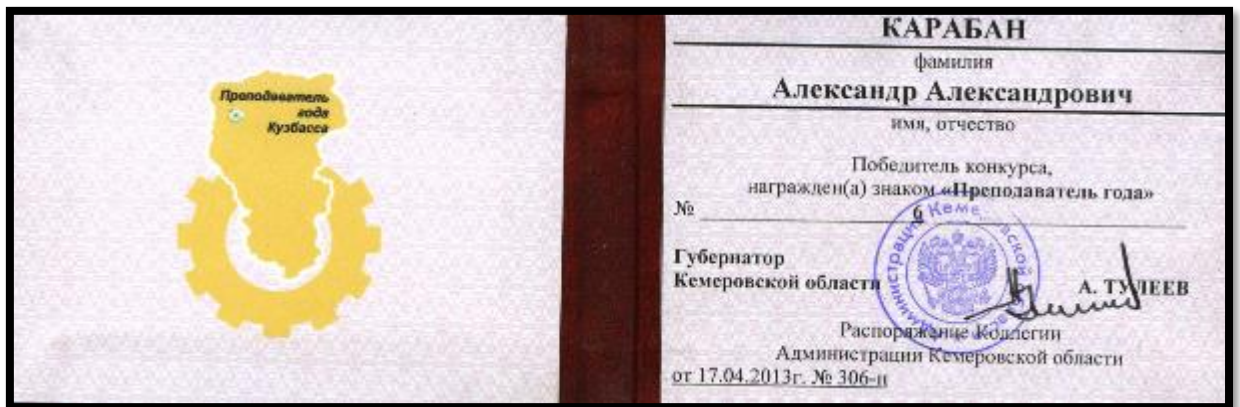 Преподаватель
года
Кузбасса
КАРАБАН
фамилия
Александр Александрович
имя, отчество
Победитель конкурса,
награжден(а) знаком «Преподаватель года»
№ 6
Губернатор
Кемеровской области
А. ТУЛЕЕВ
Распоряжение Коллегии
Администрации Кемеровской области
от 17.04.2013г. № 306-п